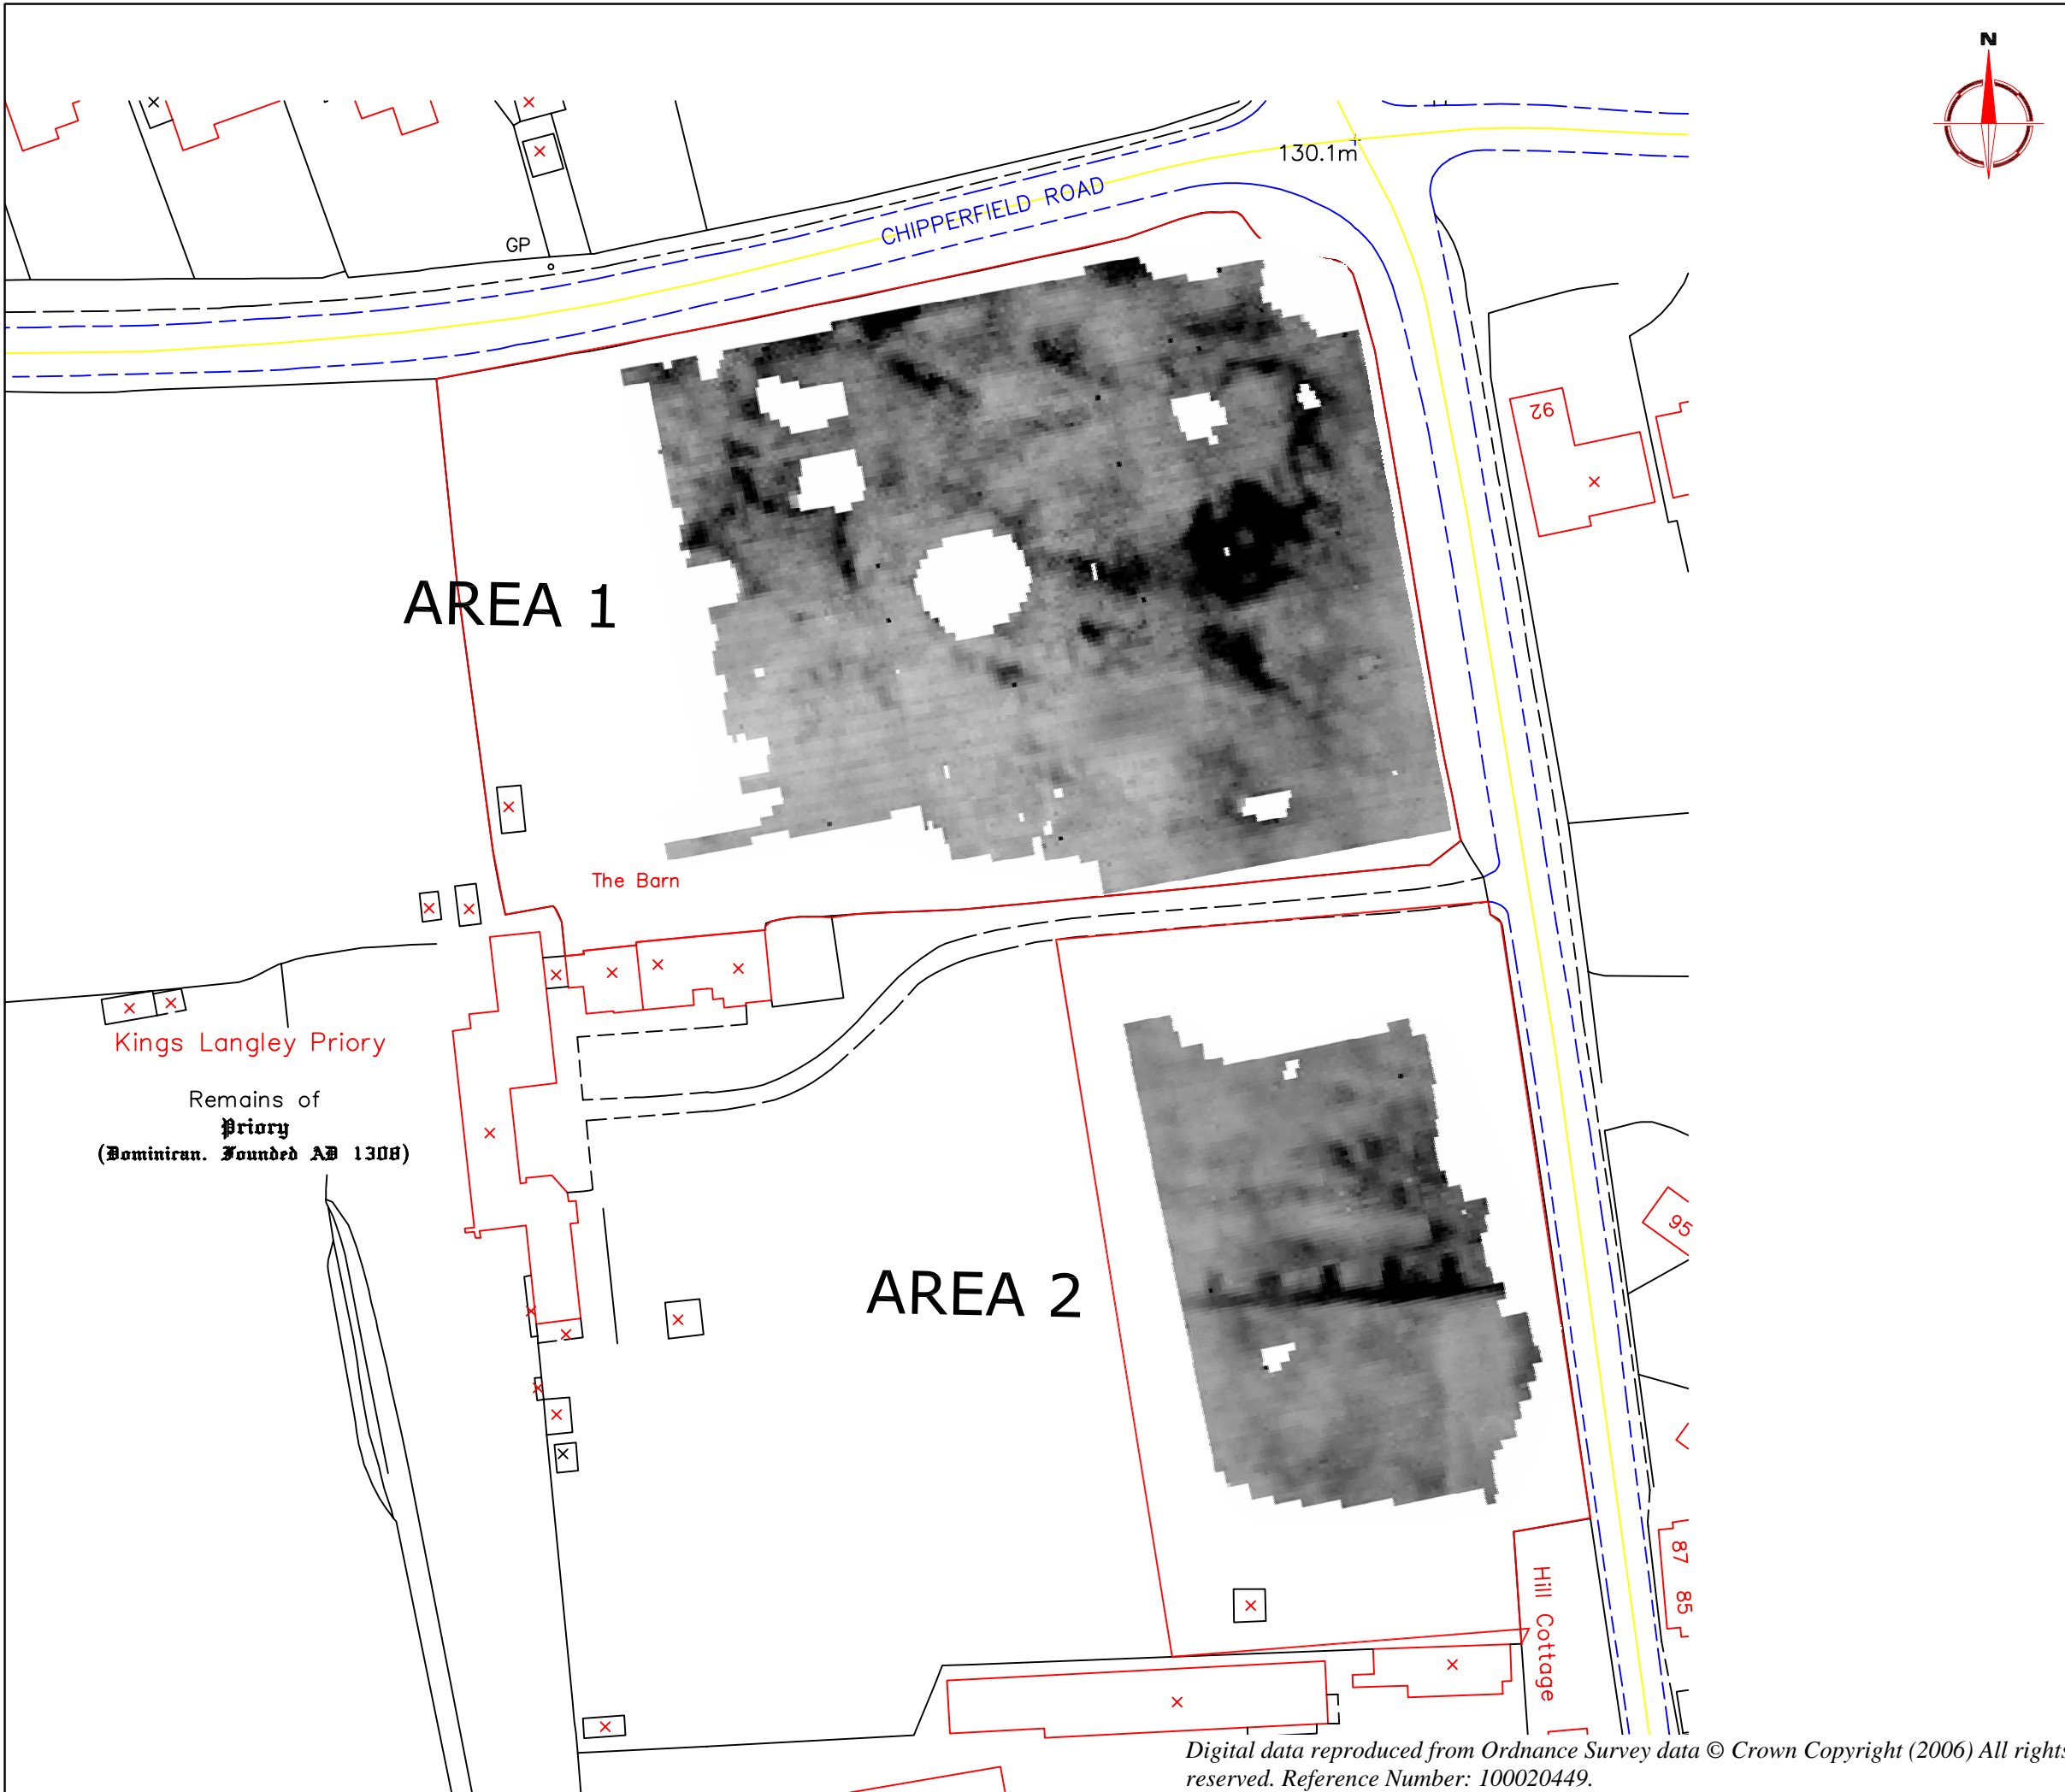 N
130.1m
CHIPPERFIELD ROAD
GP
92
AREA 1
The Barn
Kings Langley Priory
Remains of
Priory
(Dominican. Founded AD 1308)
95
AREA 2
87
85
Hill Cottage
Digital data reproduced from Ordnance Survey data © Crown Copyright (2006) All rights
reserved. Reference Number: 100020449.